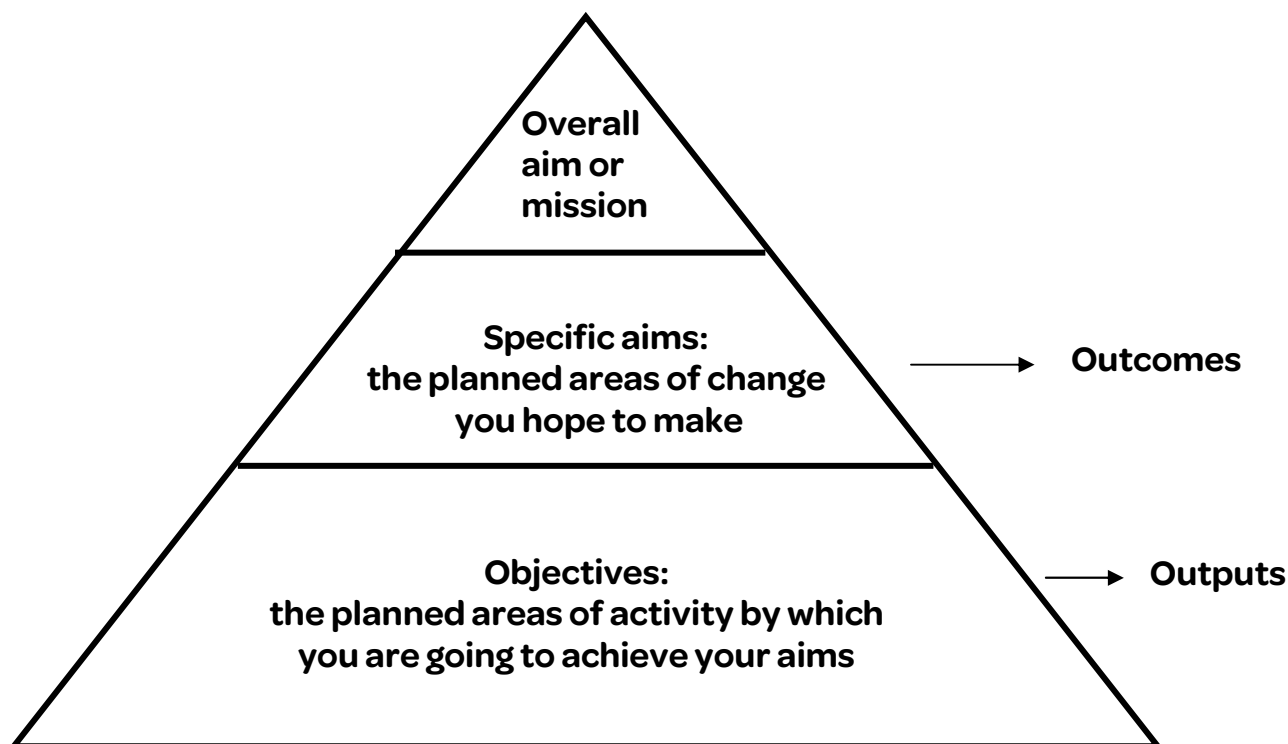 Overall
aim or
mission
Specific aims:
the planned areas of change
you hope to make
Outcomes
Objectives:
the planned areas of activity by which
you are going to achieve your aims
Outputs